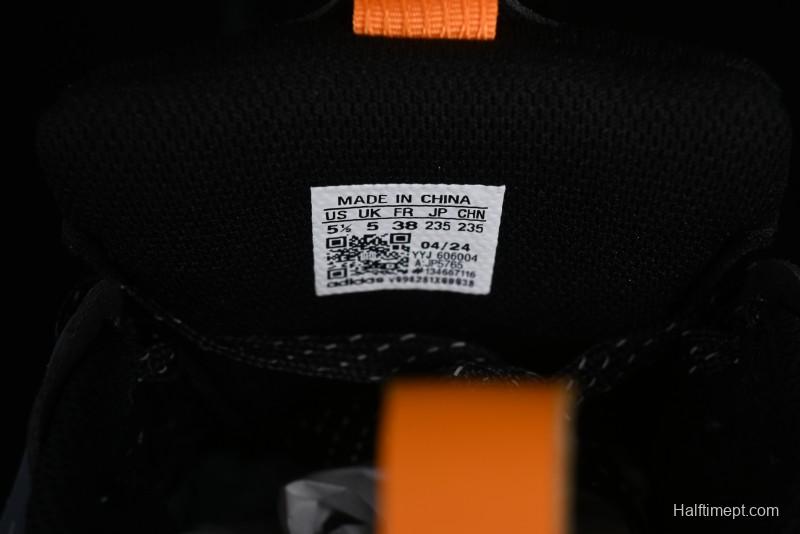 MADE IN CHINA
US UK FR JP CHN
5½ 5 38 235 235
04/24
YYJ 606004
A:JP5765
#134667116
adidas
Halftimept.com